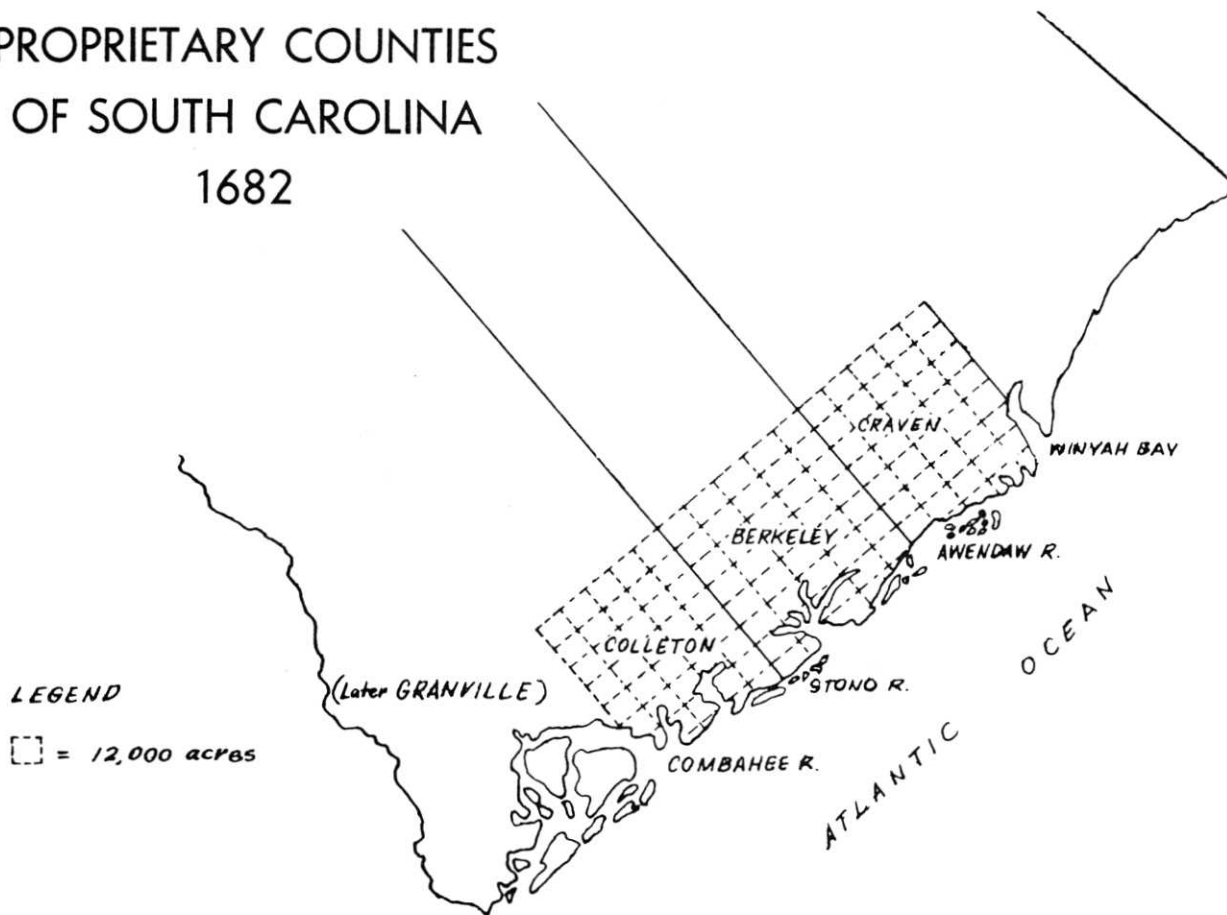 PROPRIETARY COUNTIES
OF SOUTH CAROLINA
1682
CRAVEN
WINYAH BAY
BERKELEY
AWENDAW R.
COLLETON
STONO R.
OCEAN
LEGEND
(Later GRANVILLE)
= 12,000 acres
COMBAHEE R.
ATLANTIC